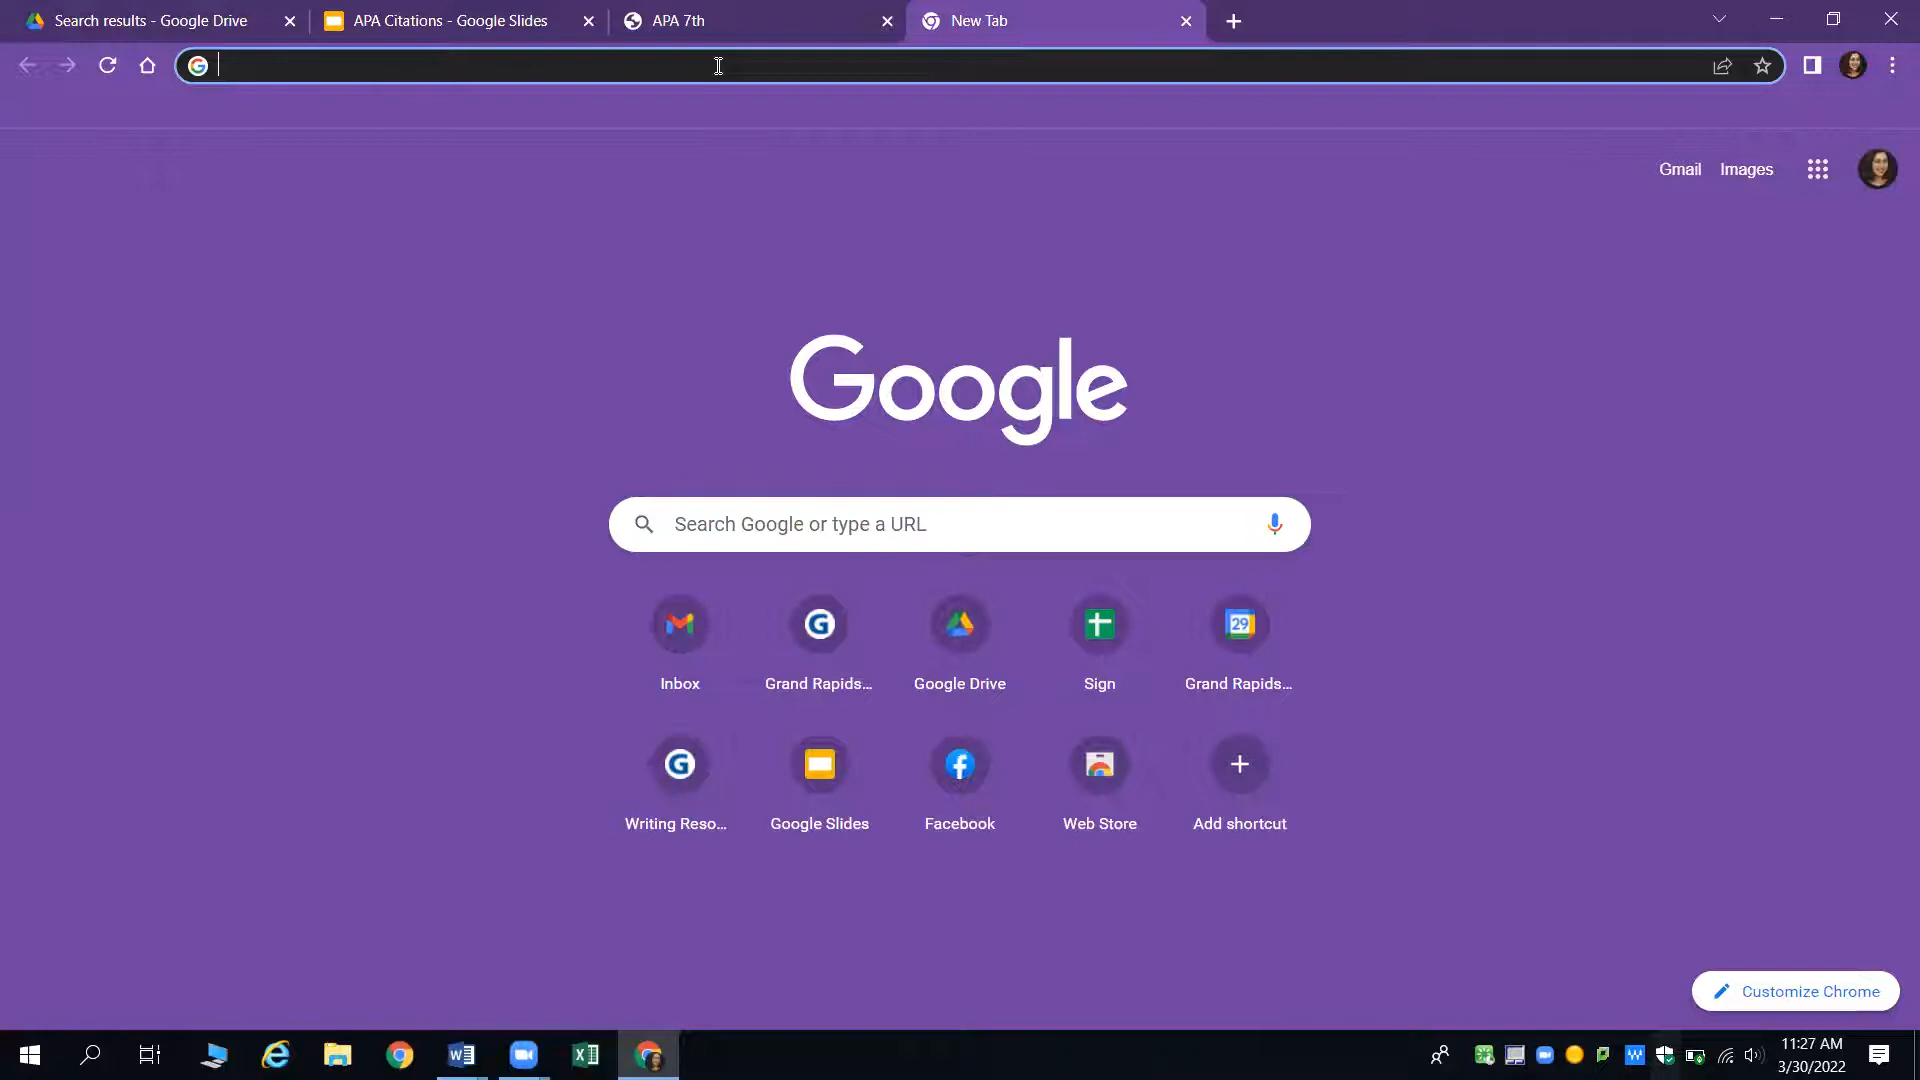 Search results - Google Drive
APA Citations - Google Slides
APA 7th
New Tab
Gmail Images
Google
Search Google or type a URL
29
Inbox
Grand Rapids...
Google Drive
Sign
Grand Rapids...
Writing Reso...
Google Slides
Facebook
Web Store
Add shortcut
Customize Chrome
11:27 AM
3/30/2022